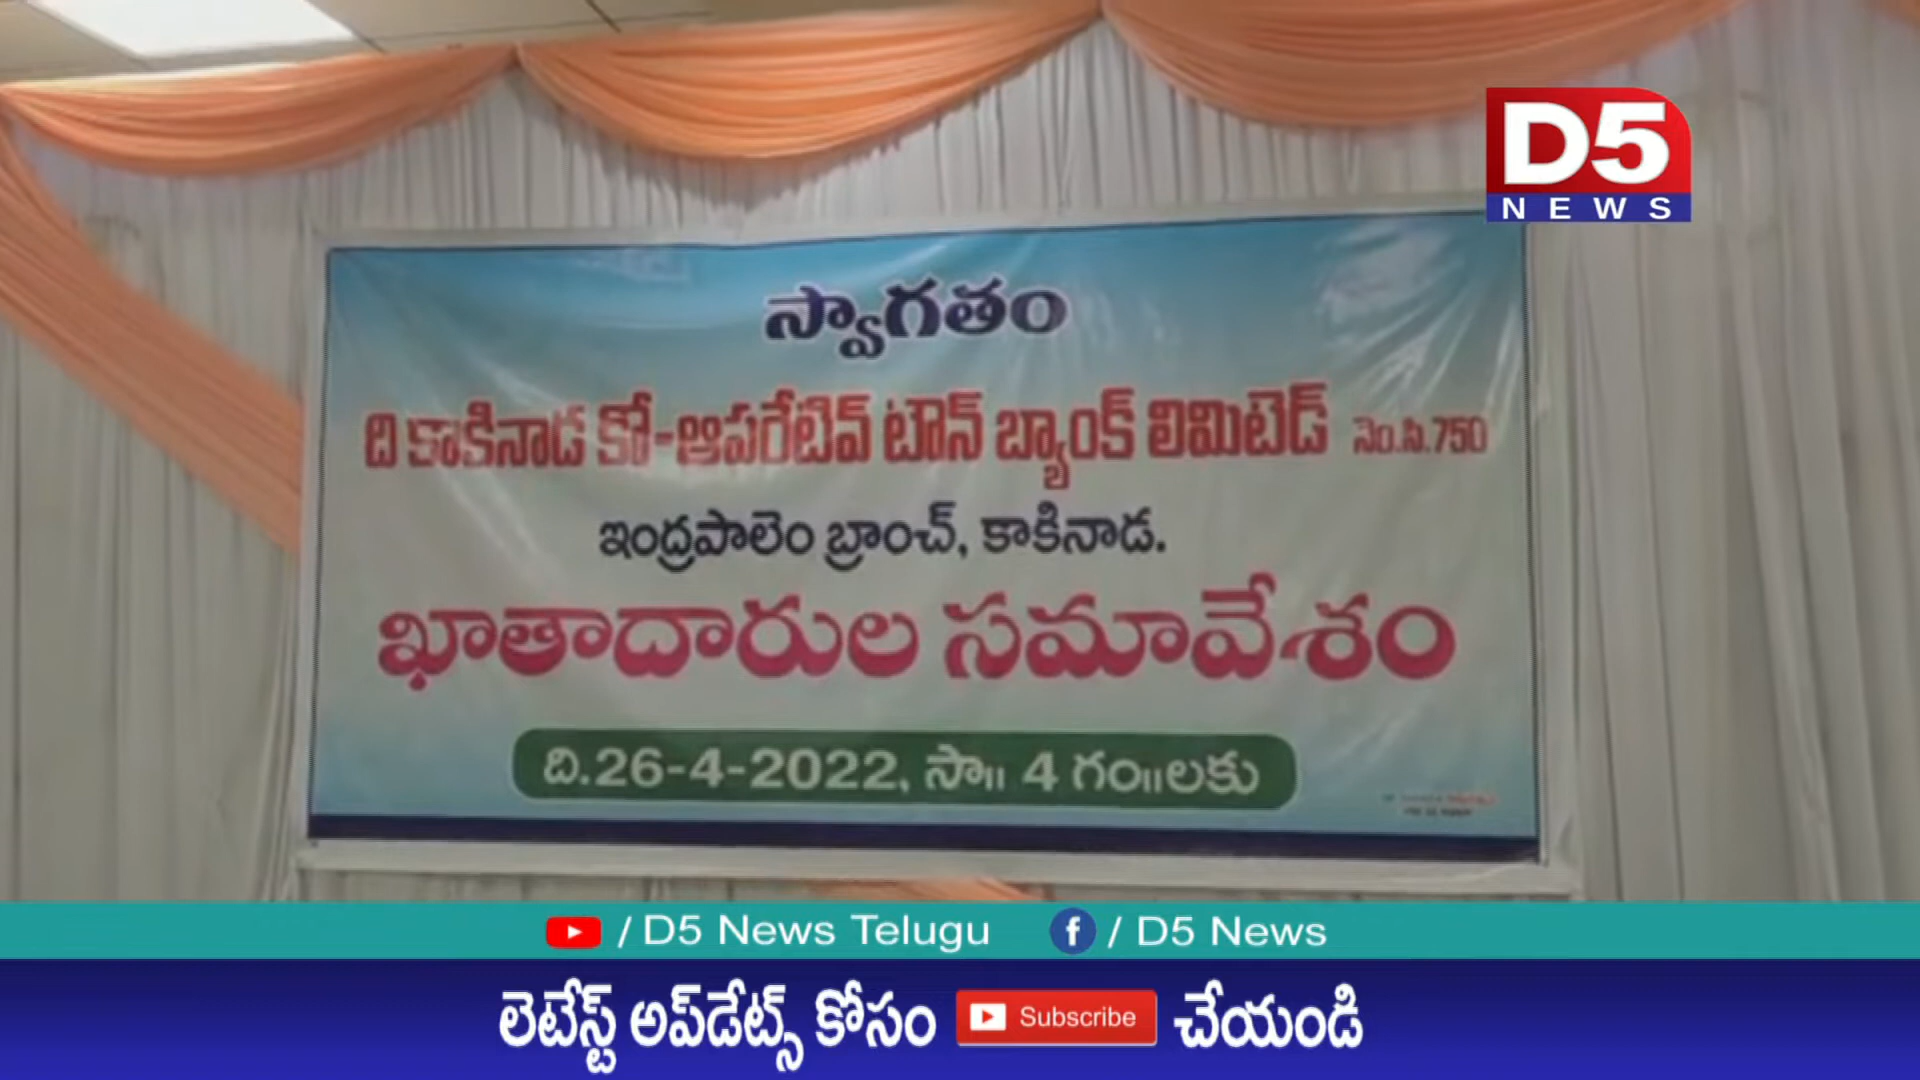 D5
NEWS
స్వాగతం
ది కాకినాడ కో-ఆపరేటివ్ టౌన్ బ్యాంక్ లిమిటెడ్ నెం.సి.750
ఇంద్రపాలెం బ్రాంచ్, కాకినాడ.
ఖాతాదారుల సమావేశం
ది.26-4-2022, సా॥ 4 గం॥లకు
/ D5 News Telugu f / D5 News
లెటేస్ట్ అప్‌డేట్స్ కోసం Subscribe చేయండి